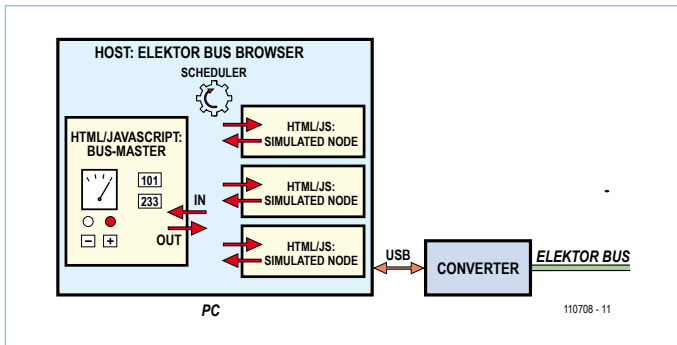 HOST: ELEKTOR BUS BROWSER
SCHEDULER
HTML/JAVASCRIPT:
BUS-MASTER
101
233
IN
OUT
HTML/JS:
SIMULATED NODE
HTML/JS:
SIMULATED NODE
HTML/JS:
SIMULATED NODE
USB
CONVERTER
ELEKTOR BUS
PC
110708 - 11